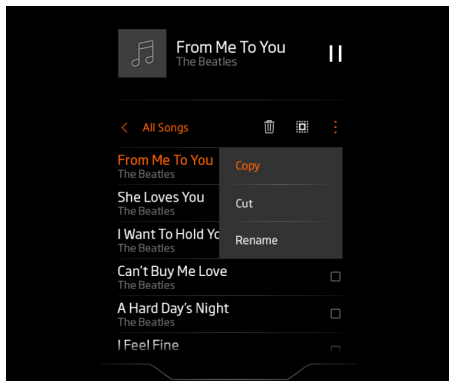 From Me To You
The Beatles
All Songs
From Me To You
The Beatles
Copy
She Loves You
The Beatles
Cut
I Want To Hold Yo
The Beatles
Rename
Can't Buy Me Love
The Beatles
A Hard Day's Night
The Beatles
I Feel Fine